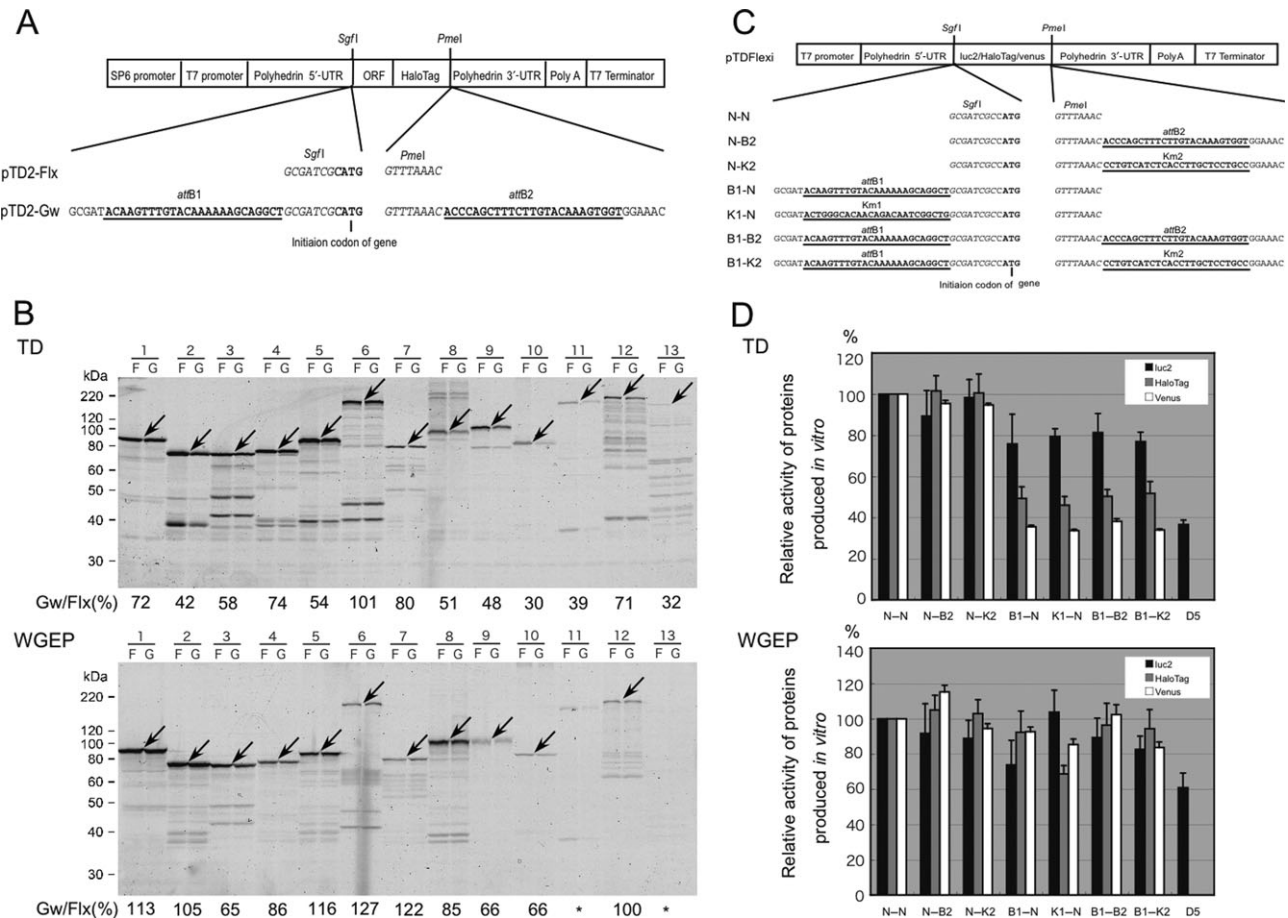 A
SgfI PmeI
SP6 promoter T7 promoter Polyhedrin 5´-UTR ORF HaloTag Polyhedrin 3´-UTR Poly A T7 Terminator
SgfI PmeI
pTD2-Flx GCGATCGCATG GTTTAAAC
attB1 attB2
pTD2-Gw GCGATACAAGTTTGTACAAAAAAGCAGGCTGCGATCGCATG GTTTAAACACCCAGCTTTCTTGTACAAAGTGGTGGAAAC
Initiaion codon of gene
B
TD
1 2 3 4 5 6 7 8 9 10 11 12 13
F G F G F G F G F G F G F G F G F G F G F G F G F G
kDa
220
120
100
80
60
50
40
30
Gw/Flx(%) 72 42 58 74 54 101 80 51 48 30 39 71 32
WGEP
1 2 3 4 5 6 7 8 9 10 11 12 13
F G F G F G F G F G F G F G F G F G F G F G F G F G
kDa
220
120
100
80
60
50
40
30
Gw/Flx(%) 113 105 65 86 116 127 122 85 66 66 * 100 *
C
SgfI PmeI
pTDFlexi T7 promoter Polyhedrin 5´-UTR luc2/HaloTag/venus Polyhedrin 3´-UTR PolyA T7 Terminator
SgfI PmeI
N-N GCGATCGCCATG GTTTAAAC
attB2
N-B2 GCGATCGCCATG GTTTAAACACCCAGCTTTCTTGTACAAAGTGGTGGAAAC
Km2
N-K2 GCGATCGCCATG GTTTAAACCCTGTCATCTCACCTTGCTCCTGCCGGAAAC
attB1
B1-N GCGATACAAGTTTGTACAAAAAAGCAGGCTGCGATCGCCATG GTTTAAAC
Km1
K1-N GCGATACTGGGCACAACAGACAATCGGCTGGCGATCGCCATG GTTTAAAC
attB1 attB2
B1-B2 GCGATACAAGTTTGTACAAAAAAGCAGGCTGCGATCGCCATG GTTTAAACACCCAGCTTTCTTGTACAAAGTGGTGGAAAC
attB1 Km2
B1-K2 GCGATACAAGTTTGTACAAAAAAGCAGGCTGCGATCGCCATG GTTTAAACCCTGTCATCTCACCTTGCTCCTGCCGGAAAC
Initiaion codon of gene
D
TD
%
120
100
80
60
40
20
0
Relative activity of proteins
produced in vitro
luc2
HaloTag
Venus
N–N N–B2 N–K2 B1–N K1–N B1–B2 B1–K2 D5
WGEP
%
140
120
100
80
60
40
20
0
Relative activity of proteins
produced in vitro
luc2
HaloTag
Venus
N–N N–B2 N–K2 B1–N K1–N B1–B2 B1–K2 D5